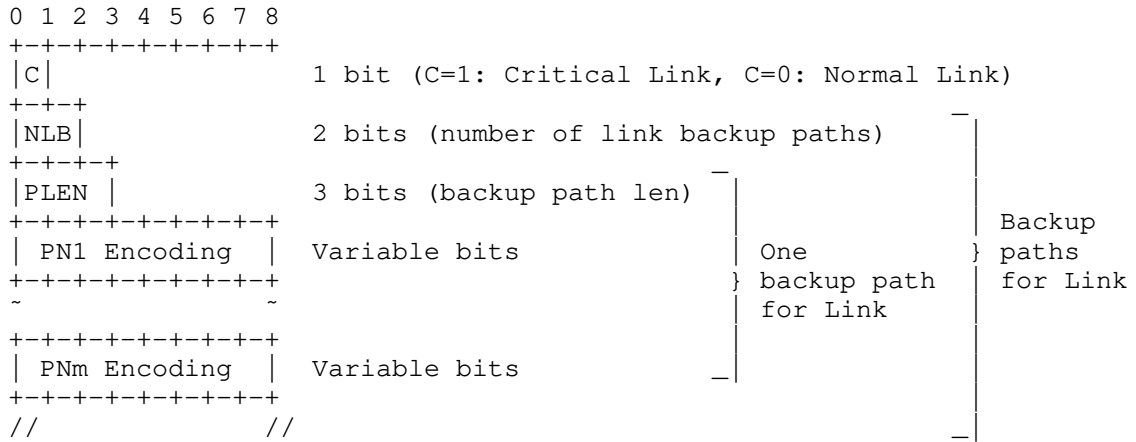 0 1 2 3 4 5 6 7 8
+-+-+-+-+-+-+-+-+
|C|                 1 bit (C=1: Critical Link, C=0: Normal Link)
+-+-+                                                      _
|NLB|               2 bits (number of link backup paths)    |
+-+-+-+                                      _              |
|PLEN |             3 bits (backup path len)  |             |
+-+-+-+-+-+-+-+-+                             |             | Backup
| PN1 Encoding  |   Variable bits             | One         } paths
+-+-+-+-+-+-+-+-+                             } backup path | for Link
~               ~                             | for Link    |
+-+-+-+-+-+-+-+-+                             |             |
| PNm Encoding  |   Variable bits            _|             |
+-+-+-+-+-+-+-+-+                                           |
//              //                                         _|